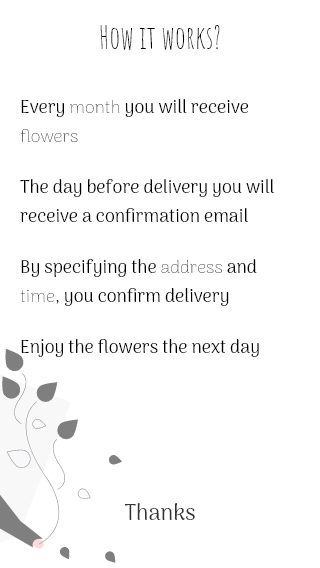 How it works?
Every month you will receive
flowers
The day before delivery you will
receive a confirmation email
By specifying the address and
time, you confirm delivery
Enjoy the flowers the next day
Thanks